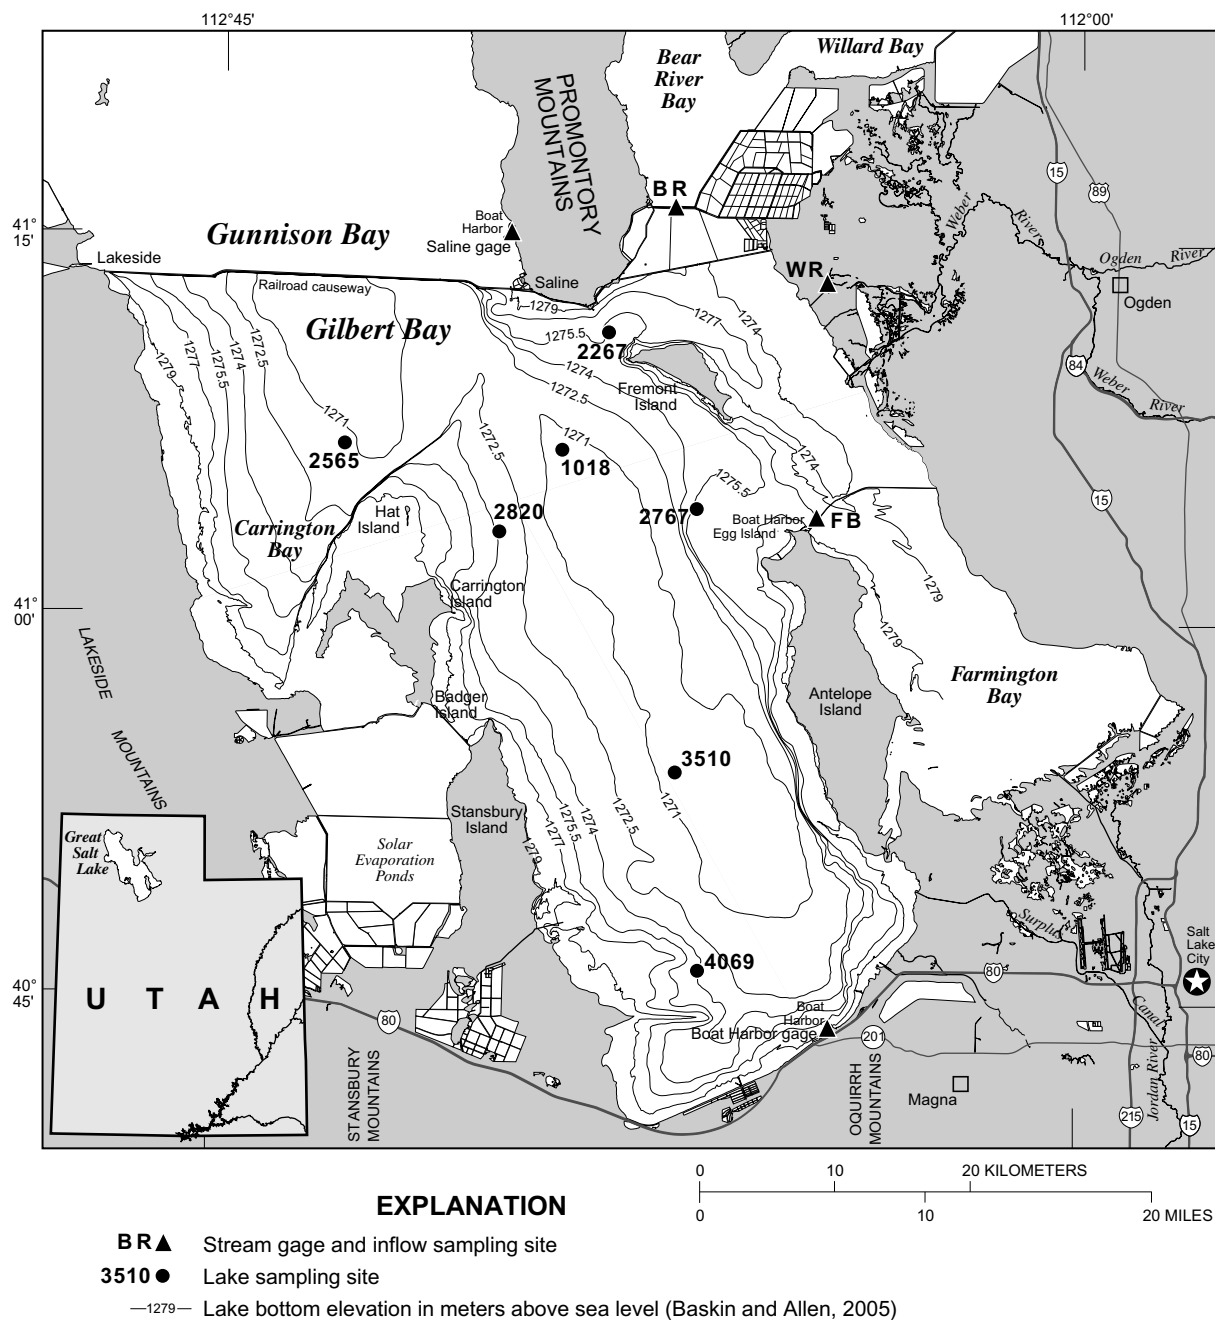 112°45'
112°00'
Willard Bay
Bear
River
Bay
PROMONTORY
MOUNTAINS
15
89
BR
41°
15'
Boat
Harbor
Saline gage
Gunnison Bay
Weber
River
Lakeside
WR
Ogden
River
Railroad causeway
Saline
Ogden
1279
Gilbert Bay
1277
1274
1275.5
2267
1279
1277
1275.5
1274
1272.5
1274
1272.5
Fremont
Island
84
Weber
River
1271
2565
1272.5
1271
1018
1274
1275.5
15
Carrington
Bay
Hat
Island
2820
2767
Boat Harbor
Egg Island
FB
Carrington
Island
1279
41°
00'
1279
LAKESIDE
MOUNTAINS
Farmington
Bay
Badger
Island
Antelope
Island
3510
Stansbury
Island
1279
1277
1275.5
1274
1272.5
1271
Great
Salt
Lake
Solar
Evaporation
Ponds
Surplus
Canal
Salt
Lake
City
4069
80
40°
45'
UTAH
80
Boat
Harbor
Boat Harbor gage
201
80
STANSBURY
MOUNTAINS
OQUIRRH
MOUNTAINS
Magna
Jordan River
215
15
0 10 20 KILOMETERS
0 10 20 MILES
EXPLANATION
BR Stream gage and inflow sampling site
3510 Lake sampling site
1279 Lake bottom elevation in meters above sea level (Baskin and Allen, 2005)